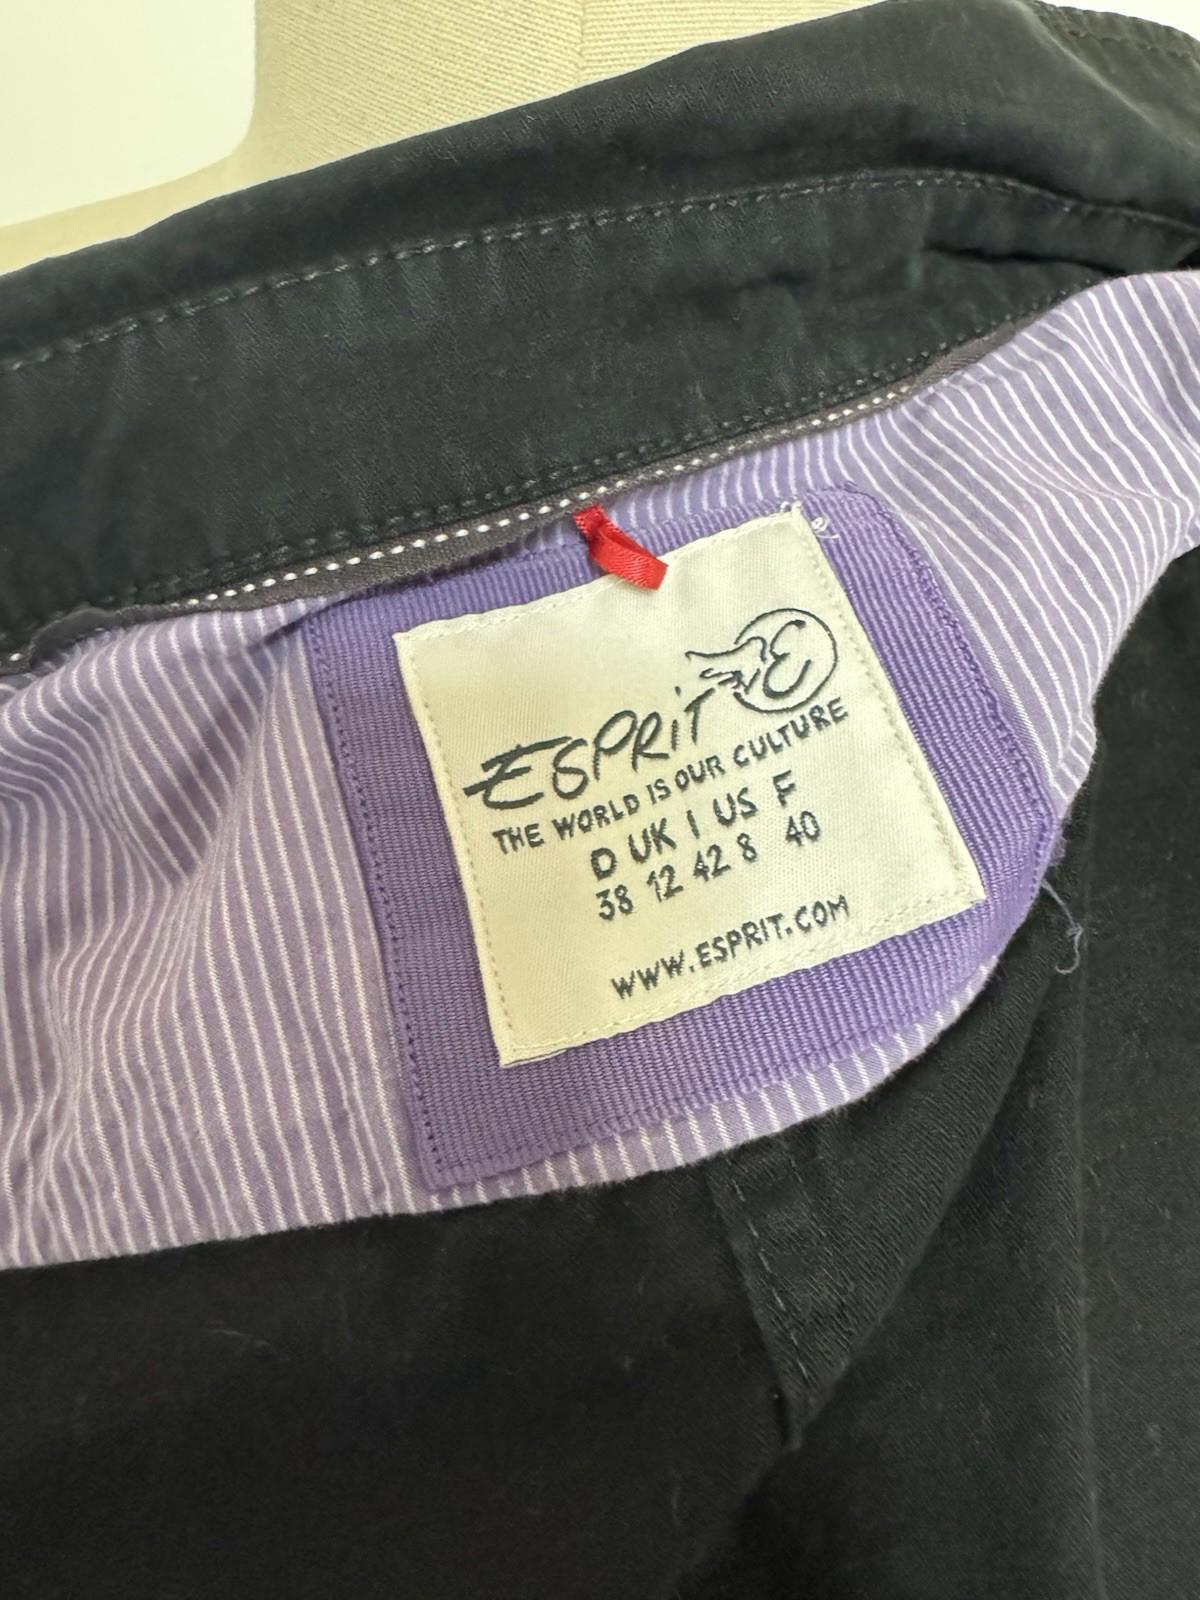 E
ESPRIT
THE WORLD IS OUR CULTURE
D UK I US F
38 12 42 8 40
WWW.ESPRIT.COM